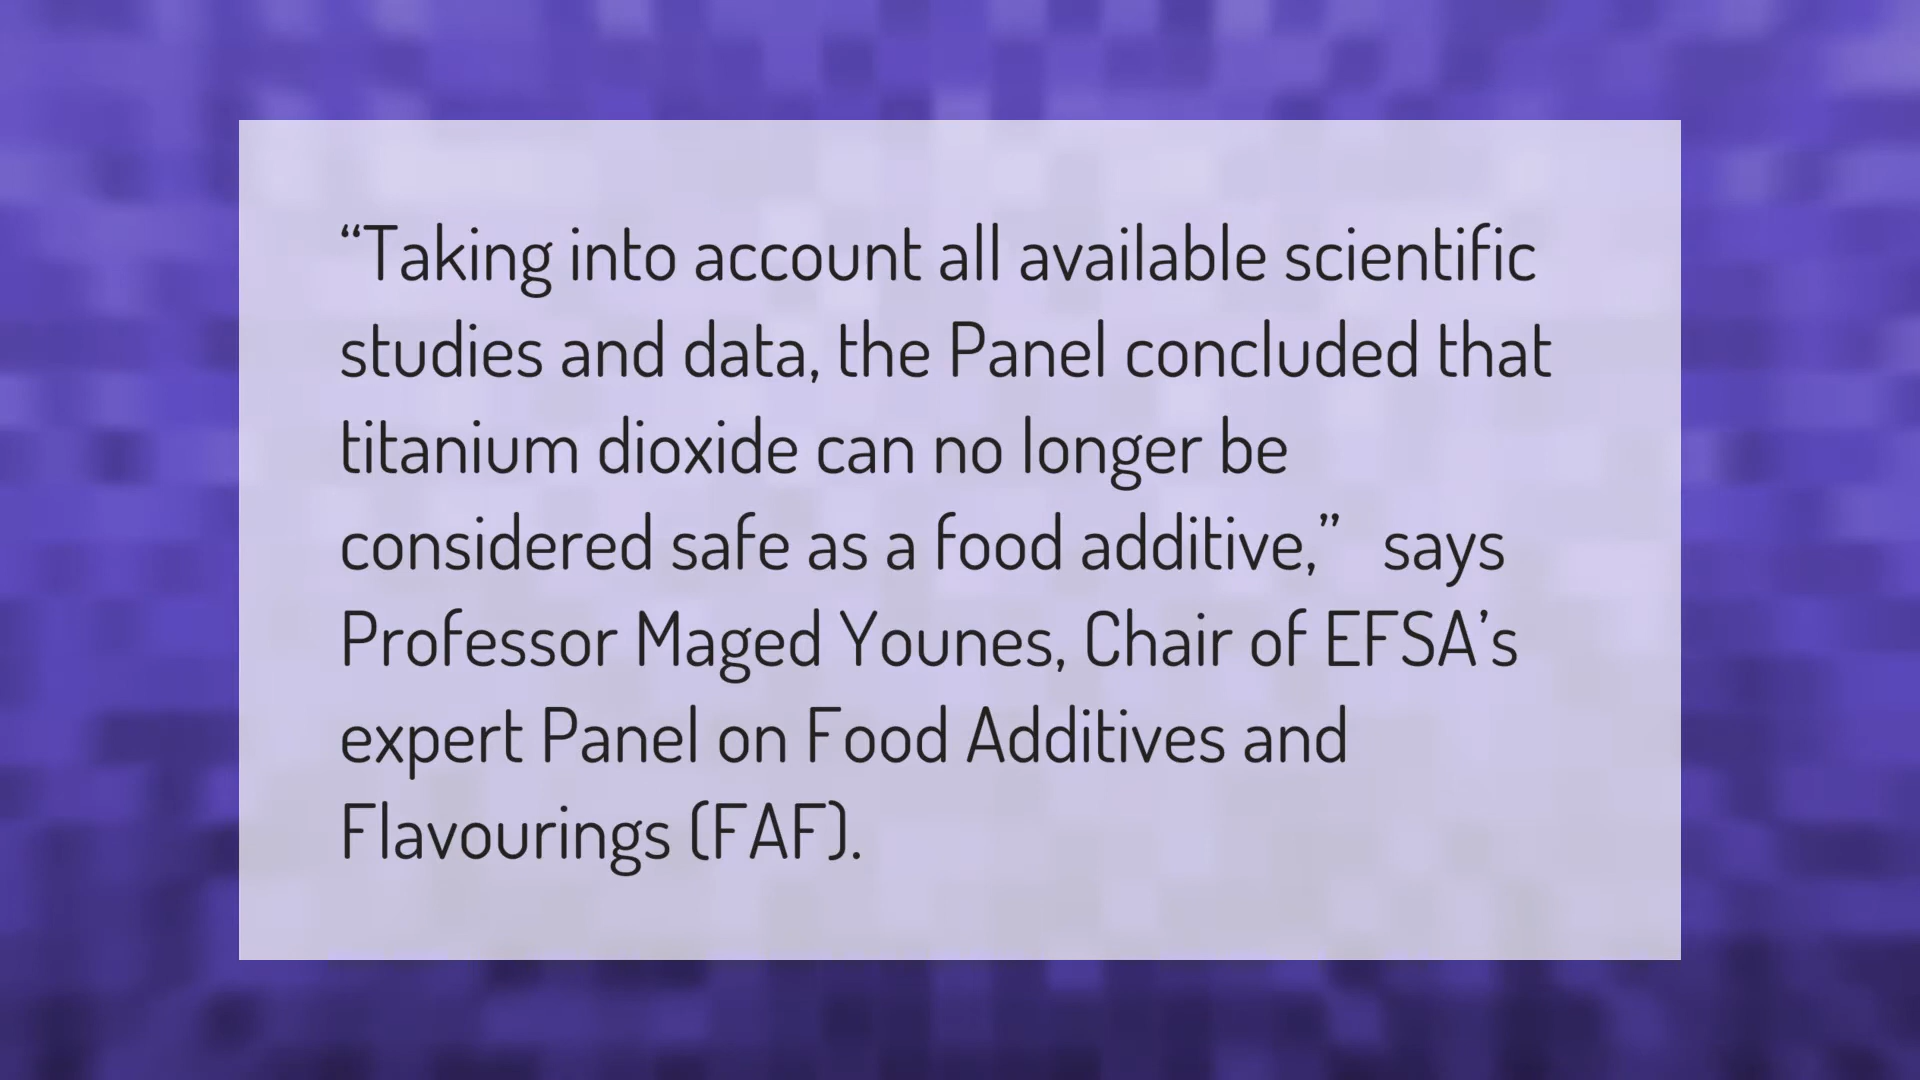 “Taking into account all available scientific
studies and data, the Panel concluded that
titanium dioxide can no longer be
considered safe as a food additive,”  says
Professor Maged Younes, Chair of EFSA’s
expert Panel on Food Additives and
Flavourings (FAF).